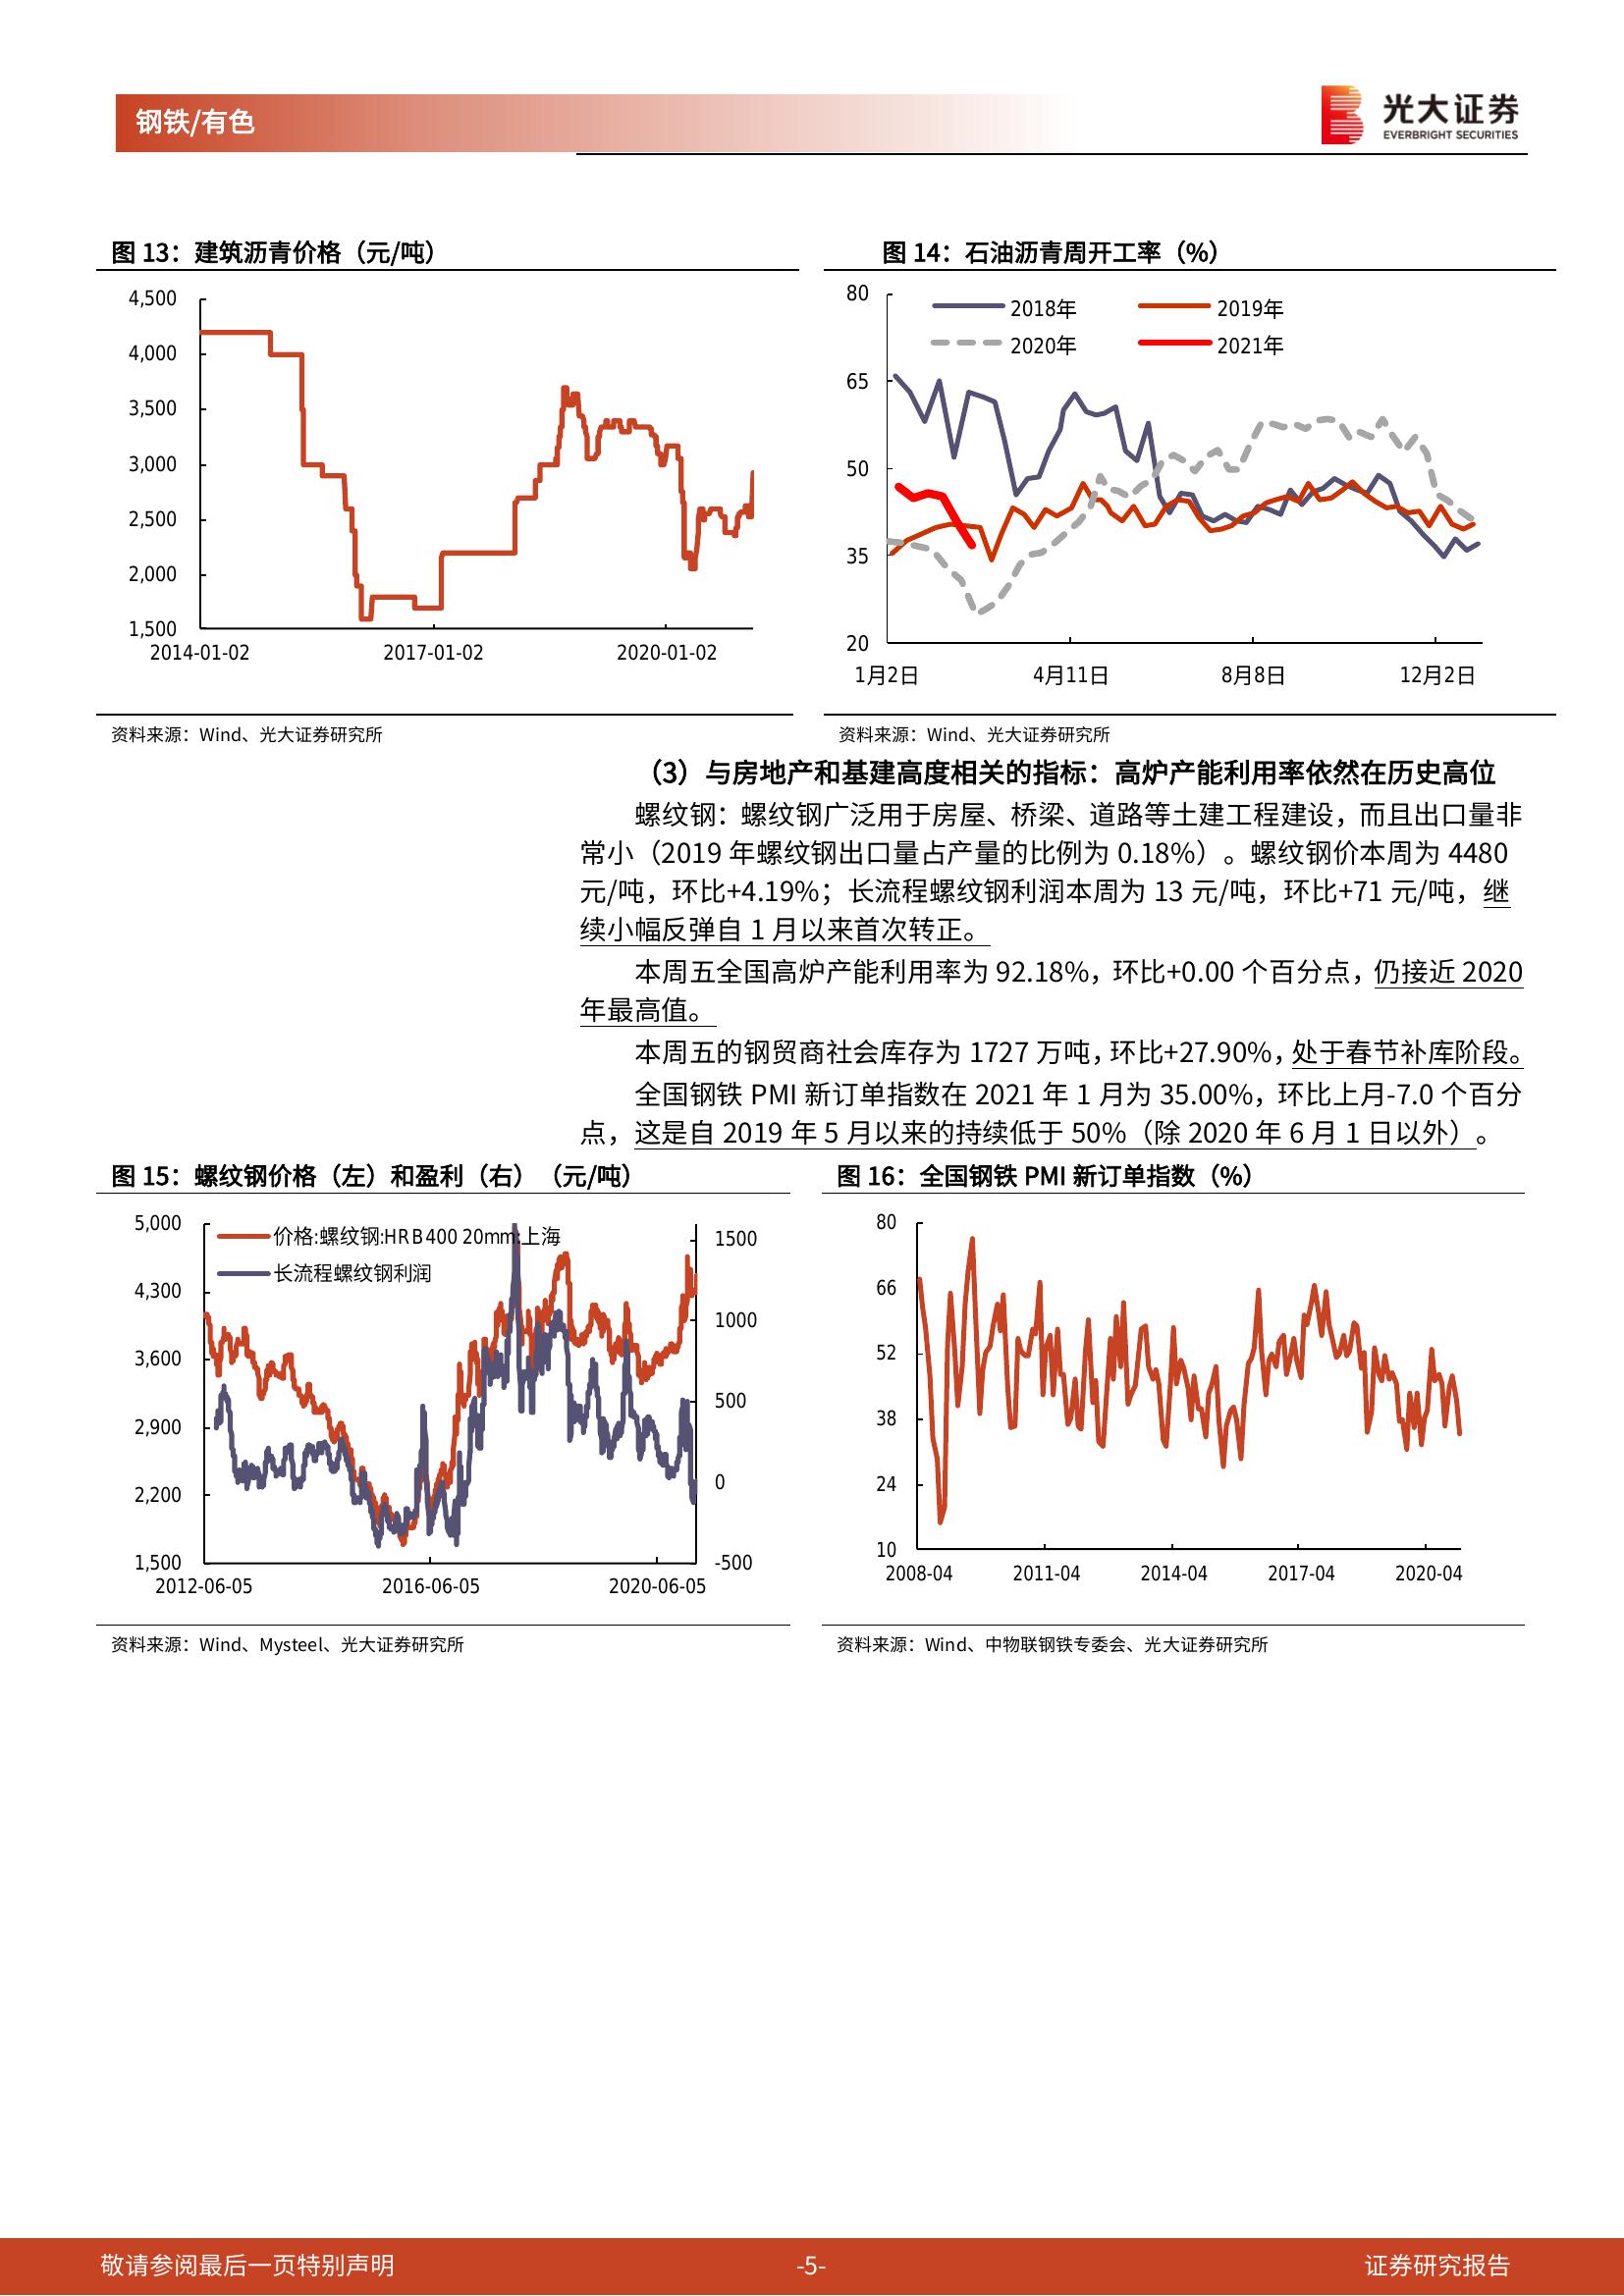 钢铁/有色
光大证券
EVERBRIGHT SECURITIES
图 13：建筑沥青价格（元/吨）
4,500
4,000
3,500
3,000
2,500
2,000
1,500
2014-01-02
2017-01-02
2020-01-02
资料来源：Wind、光大证券研究所
图 14：石油沥青周开工率（%）
80
65
50
35
20
2018年
2019年
2020年
2021年
1月2日
4月11日
8月8日
12月2日
资料来源：Wind、光大证券研究所
（3）与房地产和基建高度相关的指标：高炉产能利用率依然在历史高位
螺纹钢：螺纹钢广泛用于房屋、桥梁、道路等土建工程建设，而且出口量非
常小（2019 年螺纹钢出口量占产量的比例为 0.18%）。螺纹钢价本周为 4480
元/吨，环比+4.19%；长流程螺纹钢利润本周为 13 元/吨，环比+71 元/吨，继
续小幅反弹自 1 月以来首次转正。
本周五全国高炉产能利用率为 92.18%，环比+0.00 个百分点，仍接近 2020
年最高值。
本周五的钢贸商社会库存为 1727 万吨，环比+27.90%，处于春节补库阶段。
全国钢铁 PMI 新订单指数在 2021 年 1 月为 35.00%，环比上月-7.0 个百分
点，这是自 2019 年 5 月以来的持续低于 50%（除 2020 年 6 月 1 日以外）。
图 15：螺纹钢价格（左）和盈利（右）（元/吨）
5,000
4,300
3,600
2,900
2,200
1,500
价格:螺纹钢:HRB400 20mm:上海
长流程螺纹钢利润
1500
1000
500
0
-500
2012-06-05
2016-06-05
2020-06-05
资料来源：Wind、Mysteel、光大证券研究所
图 16：全国钢铁 PMI 新订单指数（%）
80
66
52
38
24
10
2008-04
2011-04
2014-04
2017-04
2020-04
资料来源：Wind、中物联钢铁专委会、光大证券研究所
敬请参阅最后一页特别声明
-5-
证券研究报告